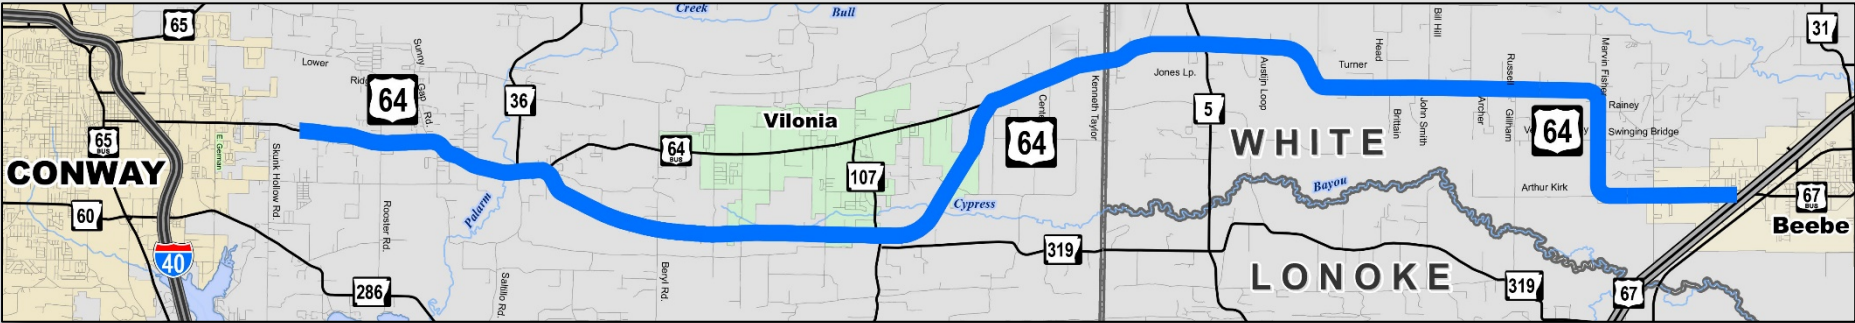 65
Creek
Bull
Bill Hill
31
Lower
Ridge
Sunny Gap Rd.
64
36
Head
Turner
Russell
Marvin Fisher
Jones Lp.
Austin Loop
Kenneth Taylor
5
Vilonia
64
John Smith
Brittain
Archer
Gilham
Rainey
64
Swinging Bridge
65
BUS
E German
64
BUS
WHITE
CONWAY
Skunk Hollow Rd.
107
Bayou
Arthur Kirk
67
BUS
60
Rooster Rd.
Palarm
Cypress
Beebe
40
319
286
Saltillo Rd.
Beryl Rd.
LONOKE
319
67